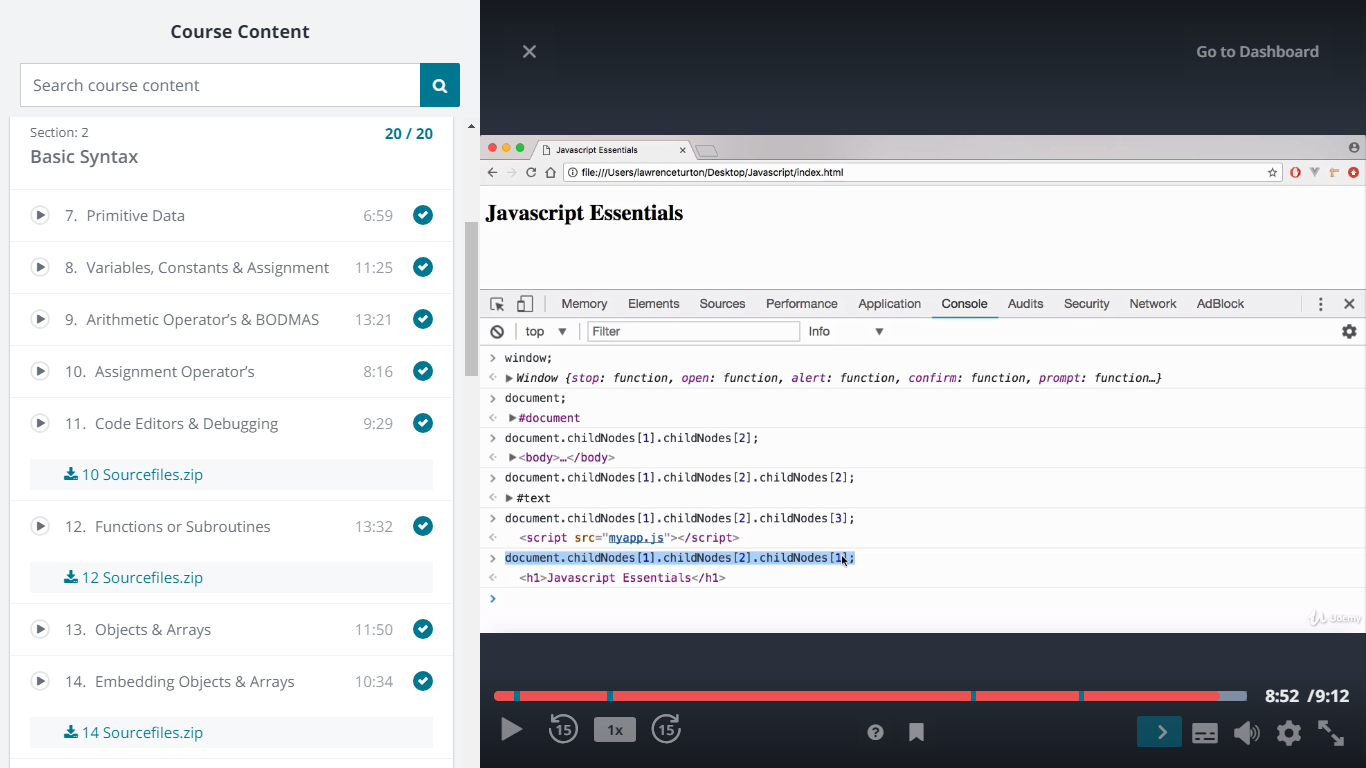 Course Content
Search course content
Section: 2
20 / 20
Basic Syntax
7. Primitive Data 6:59
8. Variables, Constants & Assignment 11:25
9. Arithmetic Operator's & BODMAS 13:21
10. Assignment Operator's 8:16
11. Code Editors & Debugging 9:29
10 Sourcefiles.zip
12. Functions or Subroutines 13:32
12 Sourcefiles.zip
13. Objects & Arrays 11:50
14. Embedding Objects & Arrays 10:34
14 Sourcefiles.zip
Go to Dashboard
Javascript Essentials
file:///Users/lawrenceturton/Desktop/Javascript/index.html
Javascript Essentials
Memory Elements Sources Performance Application Console Audits Security Network AdBlock
top Filter Info
window;
Window {stop: function, open: function, alert: function, confirm: function, prompt: function…}
document;
#document
document.childNodes[1].childNodes[2];
<body>…</body>
document.childNodes[1].childNodes[2].childNodes[2];
#text
document.childNodes[1].childNodes[2].childNodes[3];
<script src="myapp.js"></script>
document.childNodes[1].childNodes[2].childNodes[1];
<h1>Javascript Essentials</h1>
Udemy
8:52 /9:12
15 1x 15